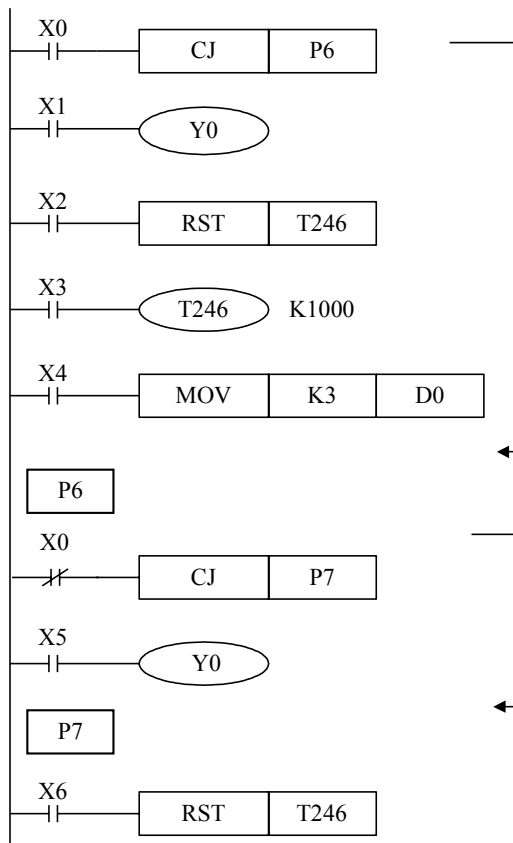 X0
CJ P6
X1
Y0
X2
RST T246
X3
T246 K1000
X4
MOV K3 D0
P6
X0
CJ P7
X5
Y0
P7
X6
RST T246